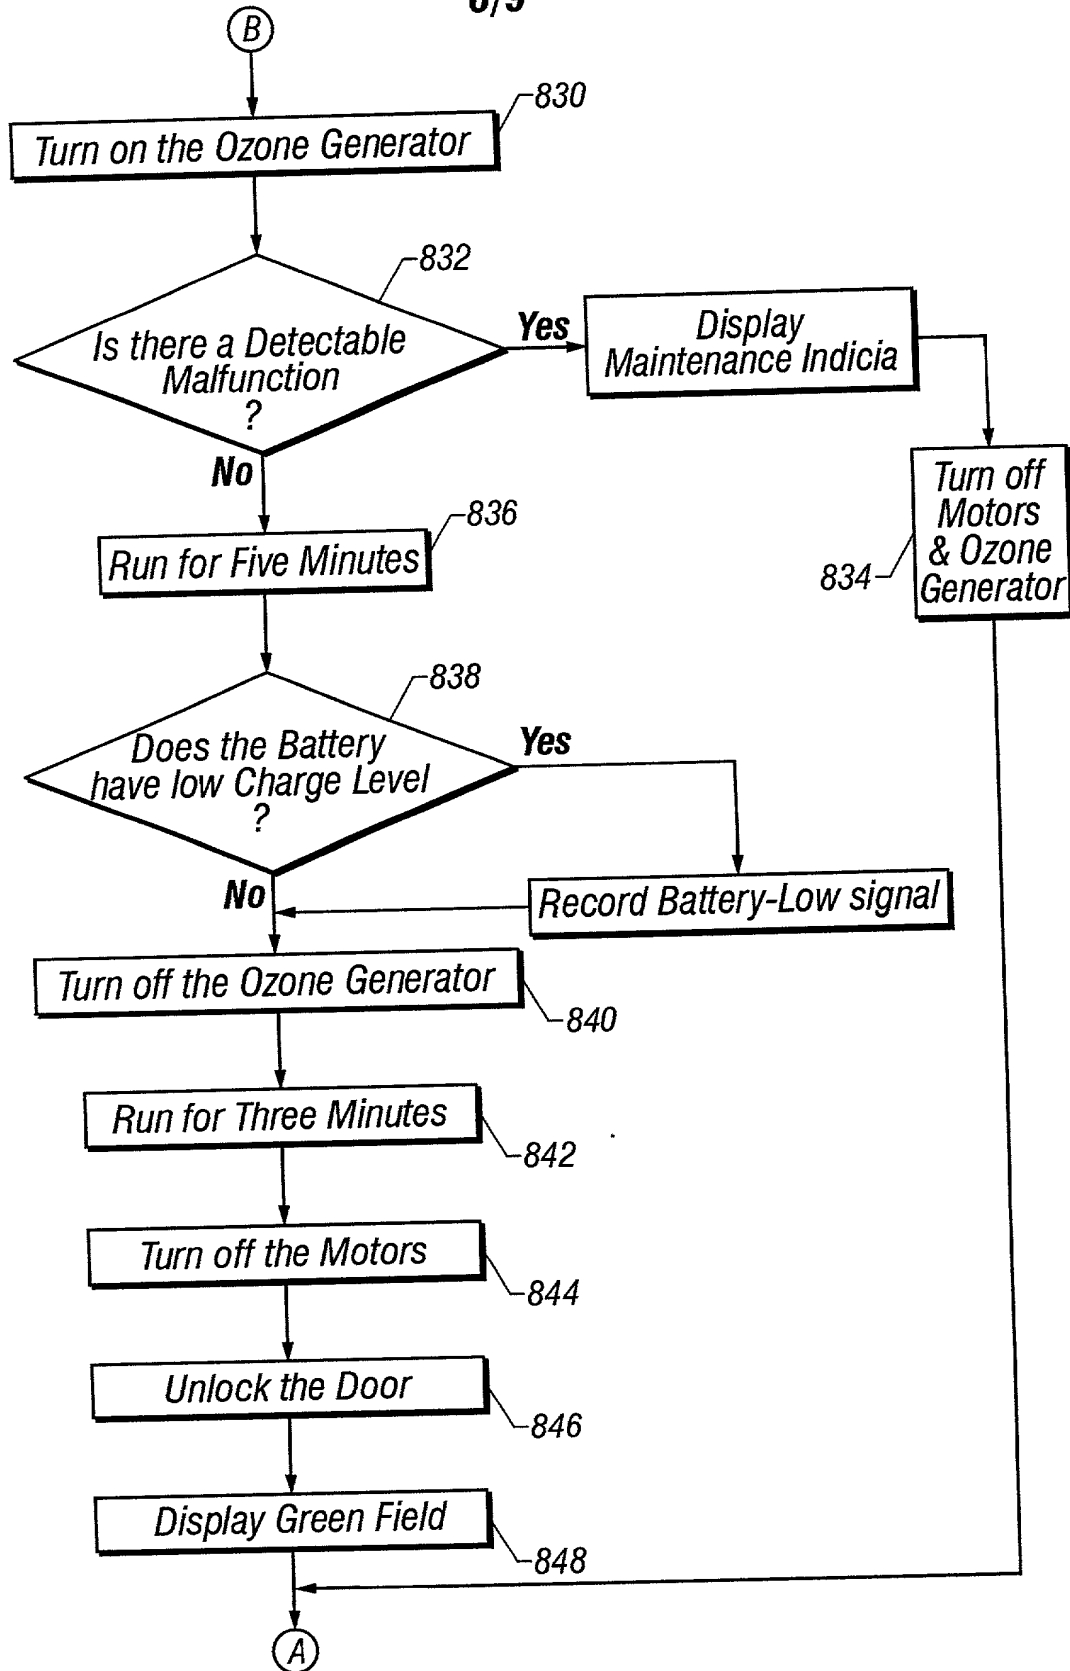 B
830
Turn on the Ozone Generator
832
Is there a Detectable
Malfunction
?
Yes
Display
Maintenance Indicia
No
Turn off
Motors
& Ozone
Generator
834
836
Run for Five Minutes
838
Does the Battery
have low Charge Level
?
Yes
No
Record Battery-Low signal
Turn off the Ozone Generator
840
Run for Three Minutes
842
Turn off the Motors
844
Unlock the Door
846
Display Green Field
848
A